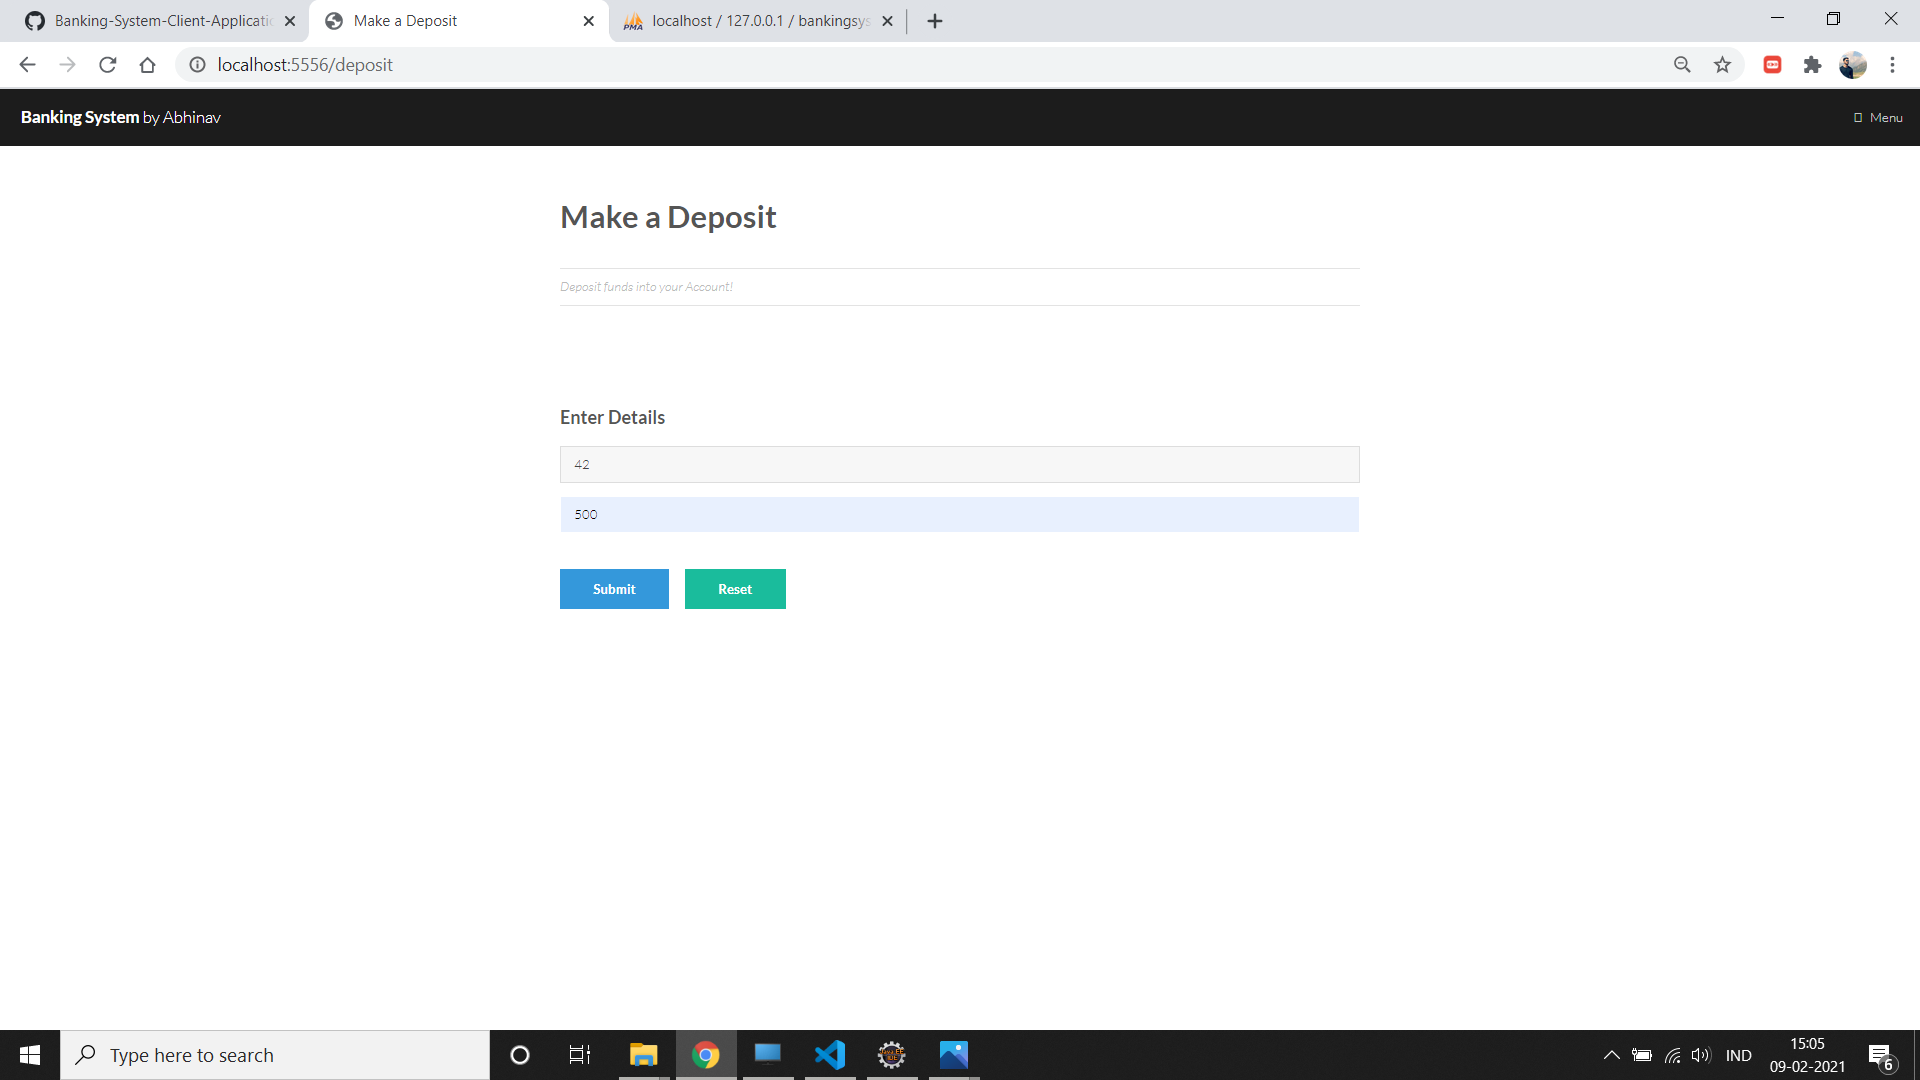 Banking-System-Client-Applicatio
Make a Deposit
localhost / 127.0.0.1 / bankingsys
localhost:5556/deposit
Banking System by Abhinav
Menu
Make a Deposit
Deposit funds into your Account!
Enter Details
42
500
Submit
Reset
Type here to search
IND
15:05
09-02-2021
6